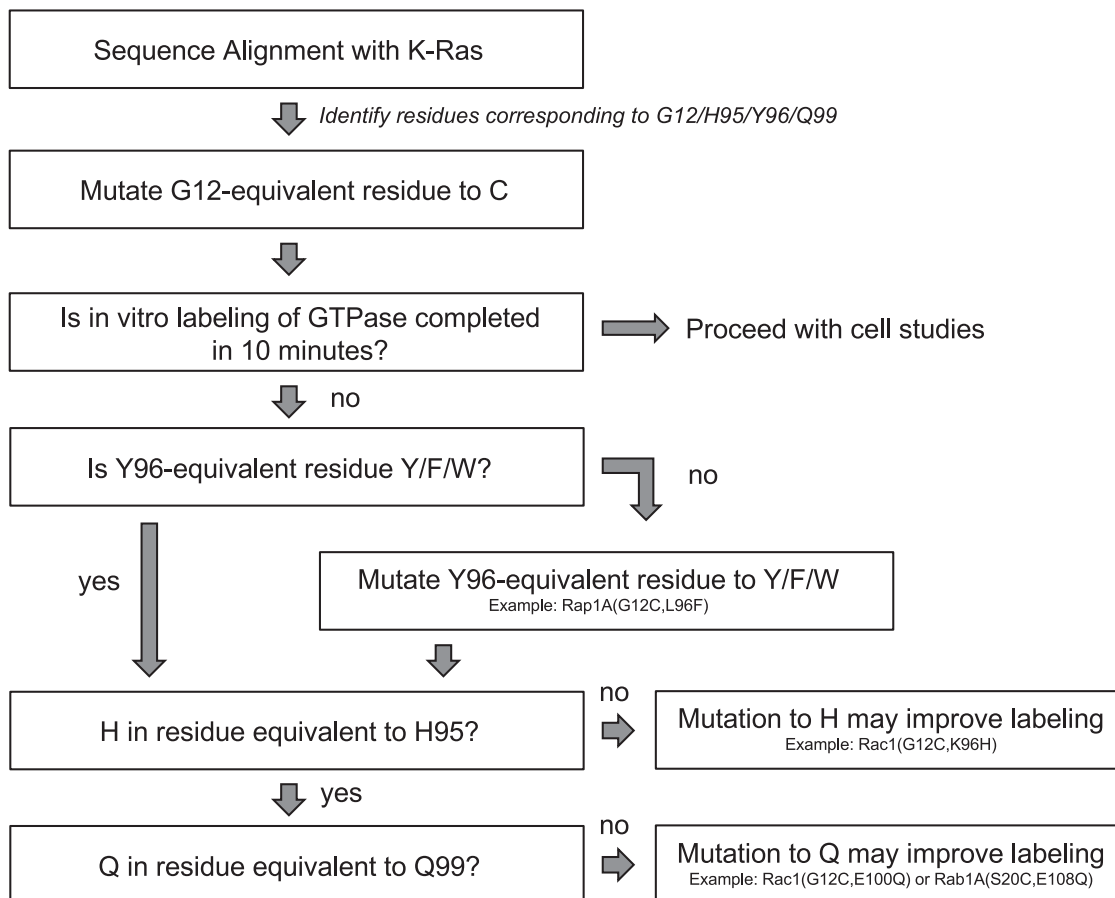 Sequence Alignment with K-Ras
Identify residues corresponding to G12/H95/Y96/Q99
Mutate G12-equivalent residue to C
Is in vitro labeling of GTPase completed
in 10 minutes?
Proceed with cell studies
no
Is Y96-equivalent residue Y/F/W?
no
yes
Mutate Y96-equivalent residue to Y/F/W
Example: Rap1A(G12C,L96F)
H in residue equivalent to H95?
no
Mutation to H may improve labeling
Example: Rac1(G12C,K96H)
yes
Q in residue equivalent to Q99?
no
Mutation to Q may improve labeling
Example: Rac1(G12C,E100Q) or Rab1A(S20C,E108Q)